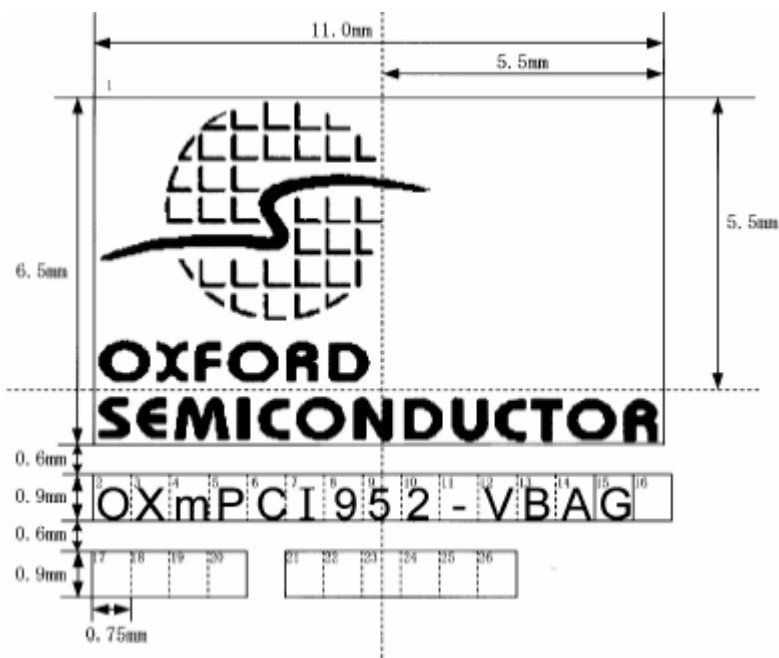 11.0mm
5.5mm
1
5.5mm
6.5mm
OXFORD
SEMICONDUCTOR
0.6mm
2 3 4 5 6 7 8 9 10 11 12 13 14 15 16
0.9mm
OXmPCI952-VBAG
0.6mm
17 18 19 20 21 22 23 24 25 26
0.9mm
0.75mm